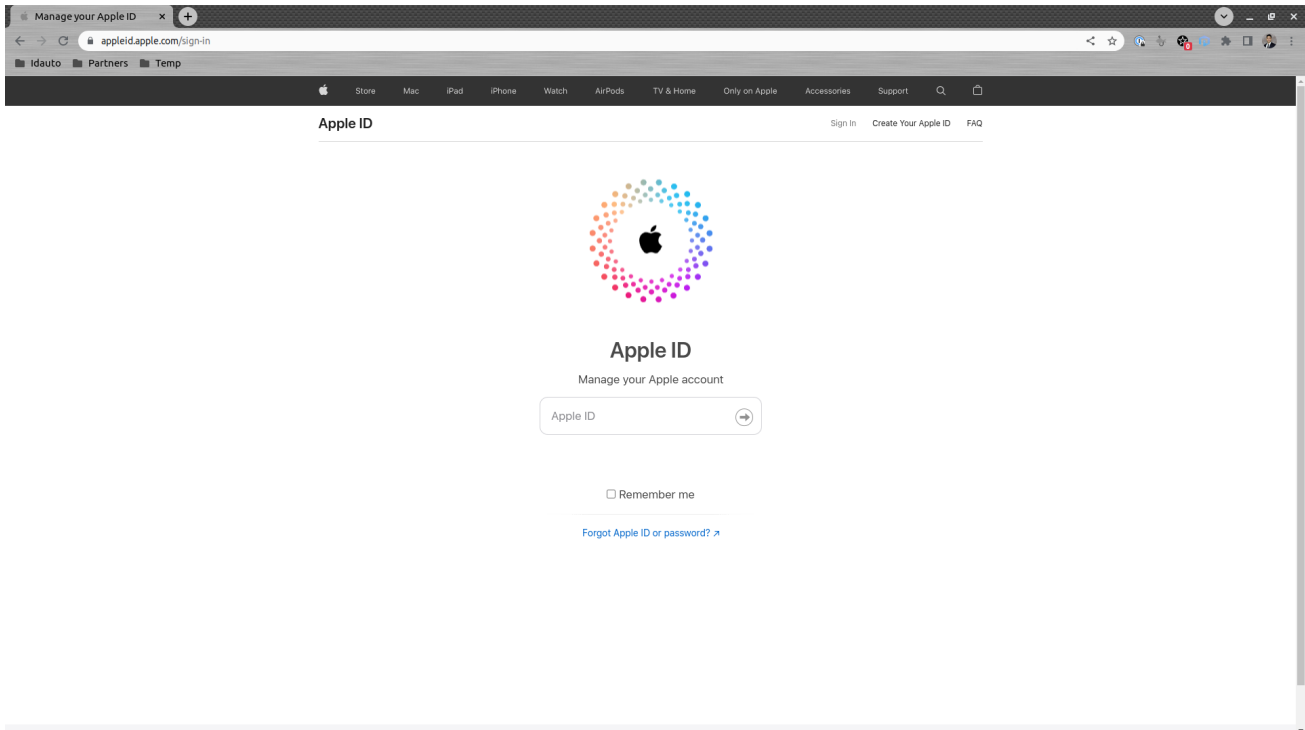 Manage your Apple ID
appleid.apple.com/sign-in
Idauto Partners Temp
Store Mac iPad iPhone Watch AirPods TV & Home Only on Apple Accessories Support
Apple ID Sign In Create Your Apple ID FAQ
Apple ID
Manage your Apple account
Apple ID
Remember me
Forgot Apple ID or password? ↗